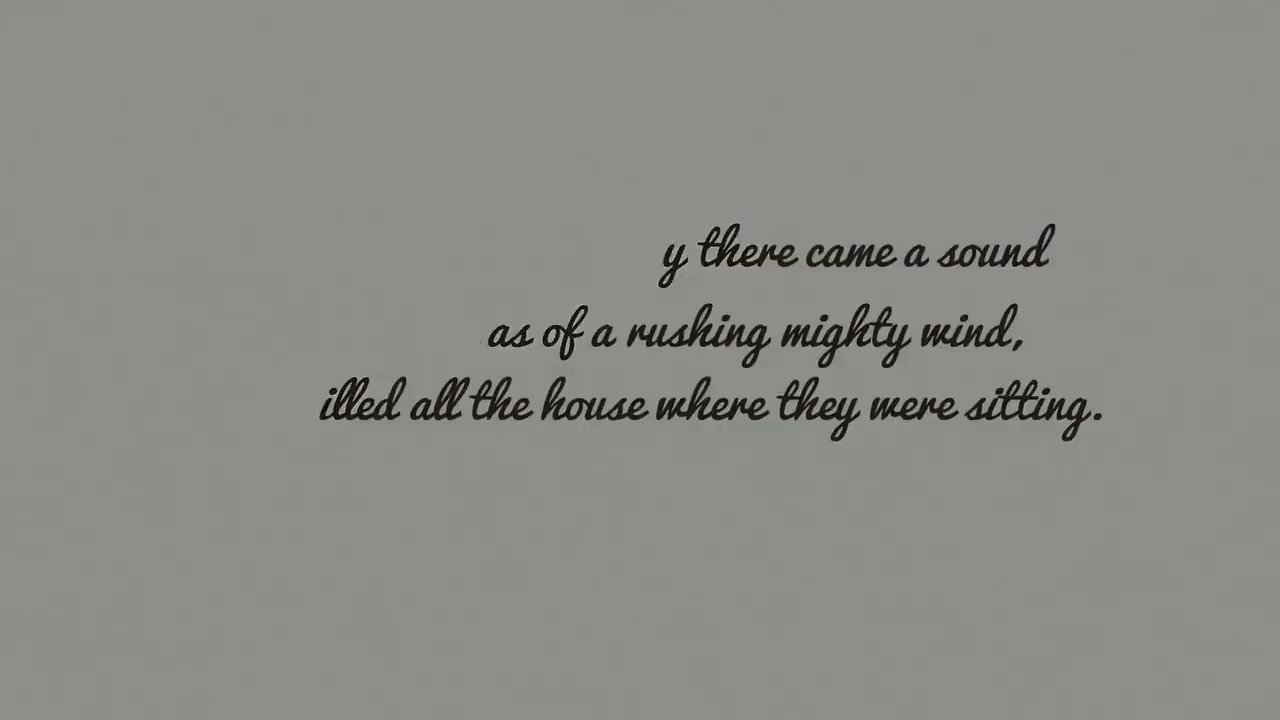 y there came a sound
as of a rushing mighty wind,
illed all the house where they were sitting.